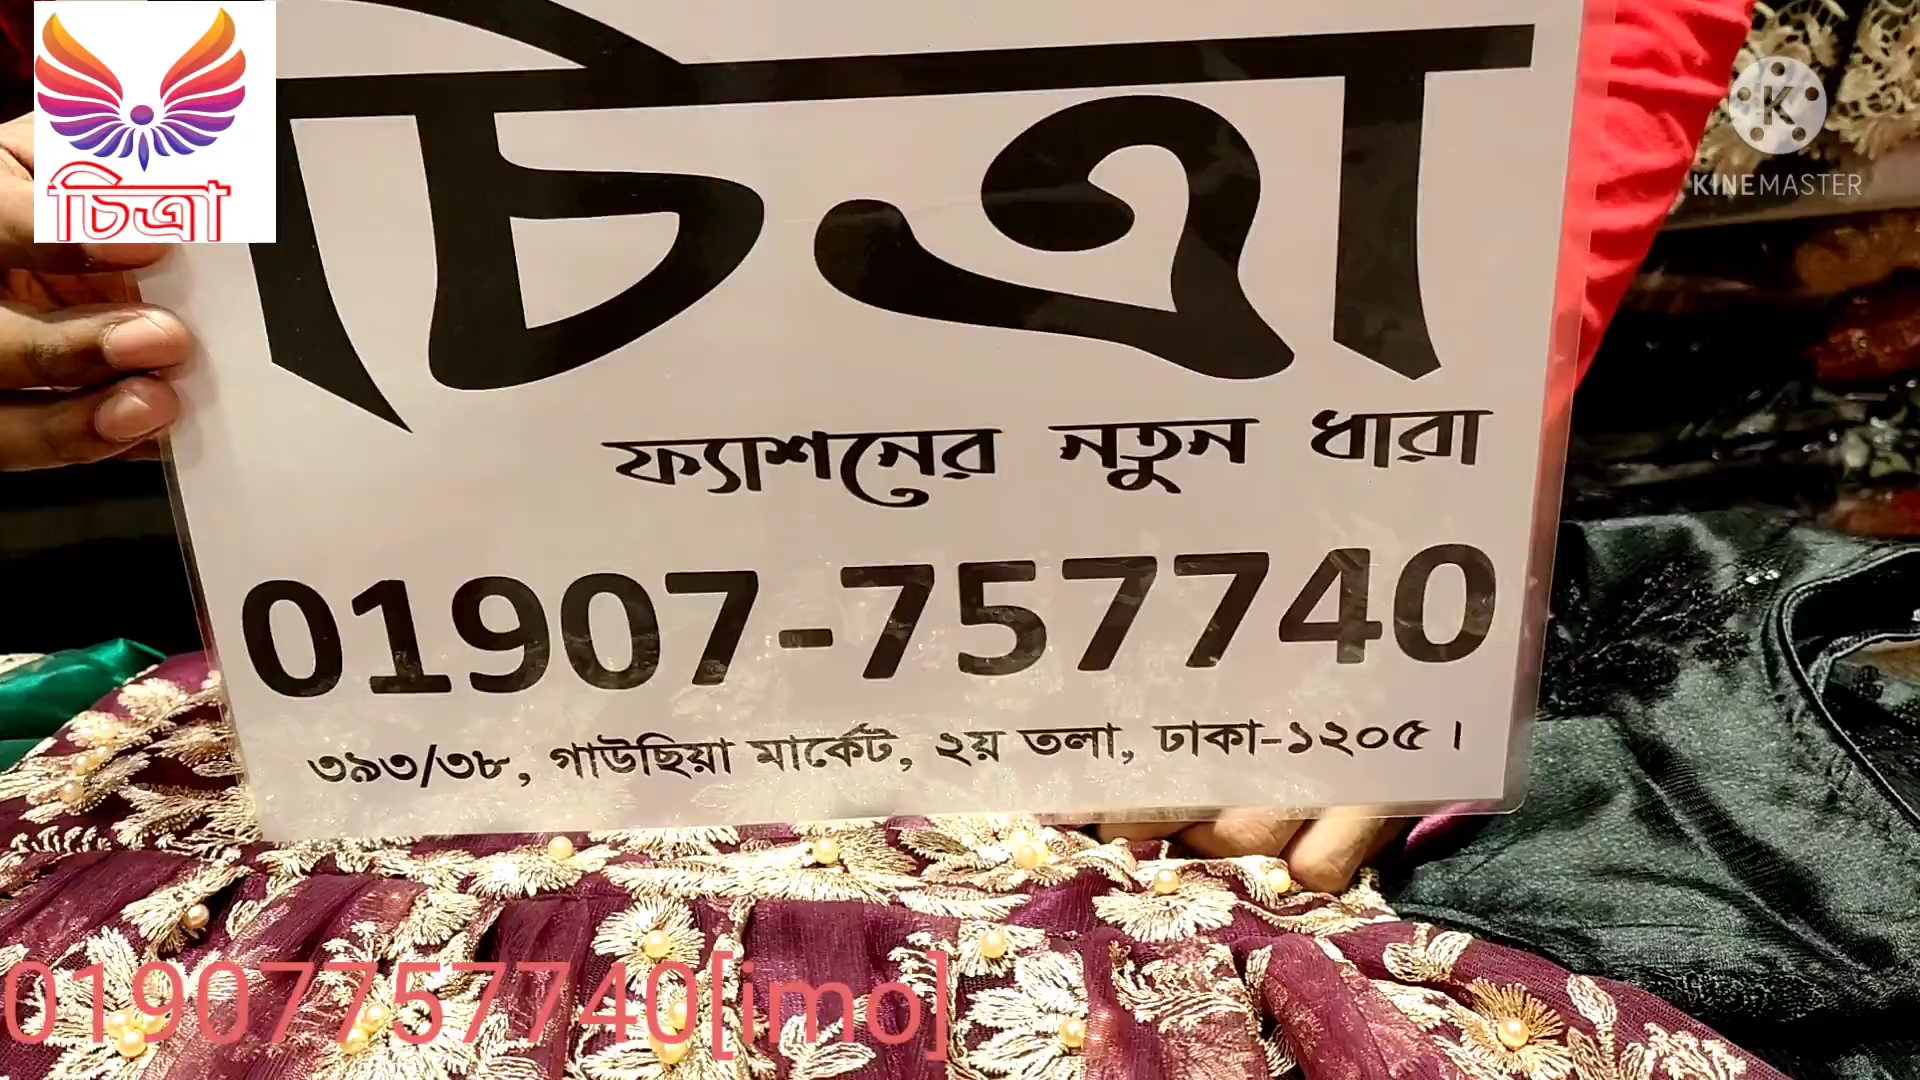 চিত্রা
চিত্রা
KINEMASTER
ফ্যাশনের নতুন ধারা
01907-757740
৩৯৩/৩৮, গাউছিয়া মার্কেট, ২য় তলা, ঢাকা-১২০৫।
01907757740[imo]